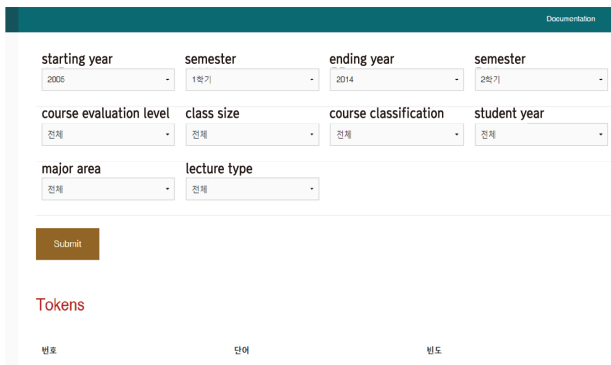 Documentation
starting year semester ending year semester
2005 1학기 2014 2학기
course evaluation level class size course classification student year
전체 전체 전체 전체
major area lecture type
전체 전체
Submit
Tokens
번호 단어 빈도